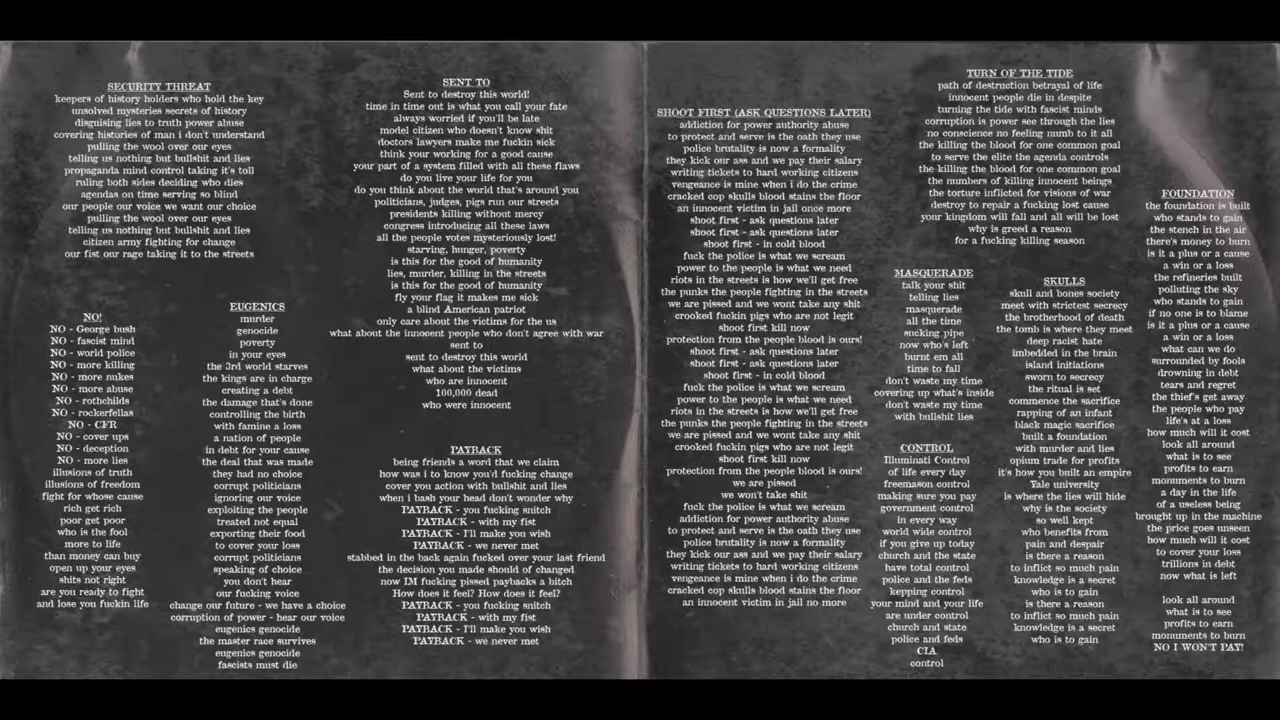 SECURITY THREAT
keepers of history holders who hold the key
unsolved mysteries secrets of history
disguising lies to truth power abuse
covering histories of man i don't understand
pulling the wool over our eyes
telling us nothing but bullshit and lies
propaganda mind control taking it's toll
ruling both sides deciding who dies
agendas on time serving so blind
our people our voice we want our choice
pulling the wool over our eyes
telling us nothing but bullshit and lies
citizen army fighting for change
our fist our rage taking it to the streets
NO!
NO - George bush
NO - fascist mind
NO - world police
NO - more killing
NO - more nukes
NO - more abuse
NO - rothchilds
NO - rockerfellas
NO - CFR
NO - cover ups
NO - deception
NO - more lies
illusions of truth
illusions of freedom
fight for whose cause
rich get rich
poor get poor
who is the fool
more to life
than money can buy
open up your eyes
shits not right
are you ready to fight
and lose you fuckin life
EUGENICS
murder
genocide
poverty
in your eyes
the 3rd world starves
the kings are in charge
creating a debt
the damage that's done
controlling the birth
with famine a loss
a nation of people
in debt for your cause
the deal that was made
they had no choice
corrupt politicians
ignoring our voice
exploiting the people
treated not equal
exporting their food
to cover your loss
corrupt politicians
speaking of choice
you don't hear
our fucking voice
change our future - we have a choice
corruption of power - hear our voice
eugenics genocide
the master race survives
eugenics genocide
fascists must die
SENT TO
Sent to destroy this world!
time in time out is what you call your fate
always worried if you'll be late
model citizen who doesn't know shit
doctors lawyers make me fuckin sick
think your working for a good cause
your part of a system filled with all these flaws
do you live your life for you
do you think about the world that's around you
politicians, judges, pigs run our streets
presidents killing without mercy
congress introducing all these laws
all the people votes mysteriously lost!
starving, hunger, poverty
is this for the good of humanity
lies, murder, killing in the streets
is this for the good of humanity
fly your flag it makes me sick
a blind American patriot
only care about the victims for the us
what about the innocent people who don't agree with war
sent to
sent to destroy this world
what about the victims
who are innocent
100,000 dead
who were innocent
PAYBACK
being friends a word that we claim
how was i to know you'd fucking change
cover you action with bullshit and lies
when i bash your head don't wonder why
PAYBACK - you fucking snitch
PAYBACK - with my fist
PAYBACK - I'll make you wish
PAYBACK - we never met
stabbed in the back again fucked over your last friend
the decision you made should of changed
now IM fucking pissed paybacks a bitch
How does it feel? How does it feel?
PAYBACK - you fucking snitch
PAYBACK - with my fist
PAYBACK - I'll make you wish
PAYBACK - we never met
SHOOT FIRST (ASK QUESTIONS LATER)
addiction for power authority abuse
to protect and serve is the oath they use
police brutality is now a formality
they kick our ass and we pay their salary
writing tickets to hard working citizens
vengeance is mine when i do the crime
cracked cop skulls blood stains the floor
an innocent victim in jail once more
shoot first - ask questions later
shoot first - ask questions later
shoot first - in cold blood
fuck the police is what we scream
power to the people is what we need
riots in the streets is how we'll get free
the punks the people fighting in the streets
we are pissed and we wont take any shit
crooked fuckin pigs who are not legit
shoot first kill now
protection from the people blood is ours!
shoot first - ask questions later
shoot first - ask questions later
shoot first - in cold blood
fuck the police is what we scream
power to the people is what we need
riots in the streets is how we'll get free
the punks the people fighting in the streets
we are pissed and we wont take any shit
crooked fuckin pigs who are not legit
shoot first kill now
protection from the people blood is ours!
we are pissed
we won't take shit
fuck the police is what we scream
addiction for power authority abuse
to protect and serve is the oath they use
police brutality is now a formality
they kick our ass and we pay their salary
writing tickets to hard working citizens
vengeance is mine when i do the crime
cracked cop skulls blood stains the floor
an innocent victim in jail no more
TURN OF THE TIDE
path of destruction betrayal of life
innocent people die in despite
turning the tide with fascist minds
corruption is power see through the lies
no conscience no feeling numb to it all
the killing the blood for one common goal
to serve the elite the agenda controls
the killing the blood for one common goal
the numbers of killing innocent beings
the torture inflicted for visions of war
destroy to repair a fucking lost cause
your kingdom will fall and all will be lost
why is greed a reason
for a fucking killing season
MASQUERADE
talk your shit
telling lies
masquerade
all the time
sucking pipe
now who's left
burnt em all
time to fall
don't waste my time
covering up what's inside
don't waste my time
with bullshit lies
CONTROL
Illuminati Control
of life every day
freemason control
making sure you pay
government control
in every way
world wide control
if you give up today
church and the state
have total control
police and the feds
kepping control
your mind and your life
are under control
church and state
police and feds
CIA
control
SKULLS
skull and bones society
meet with strictest secrecy
the brotherhood of death
the tomb is where they meet
deep racist hate
imbedded in the brain
island initiations
sworn to secrecy
the ritual is set
commence the sacrifice
rapping of an infant
black magic sacrifice
built a foundation
with murder and lies
opium trade for profits
it's how you built an empire
Yale university
is where the lies will hide
why is the society
so well kept
who benefits from
pain and despair
is there a reason
to inflict so much pain
knowledge is a secret
who is to gain
is there a reason
to inflict so much pain
knowledge is a secret
who is to gain
FOUNDATION
the foundation is built
who stands to gain
the stench in the air
there's money to burn
is it a plus or a cause
a win or a loss
the refineries built
polluting the sky
who stands to gain
if no one is to blame
is it a plus or a cause
a win or a loss
what can we do
surrounded by fools
drowning in debt
tears and regret
the thief's get away
the people who pay
life's at a loss
how much will it cost
look all around
what is to see
profits to earn
monuments to burn
a day in the life
of a useless being
brought up in the machine
the price goes unseen
how much will it cost
to cover your loss
trillions in debt
now what is left
look all around
what is to see
profits to earn
monuments to burn
NO I WON'T PAY!